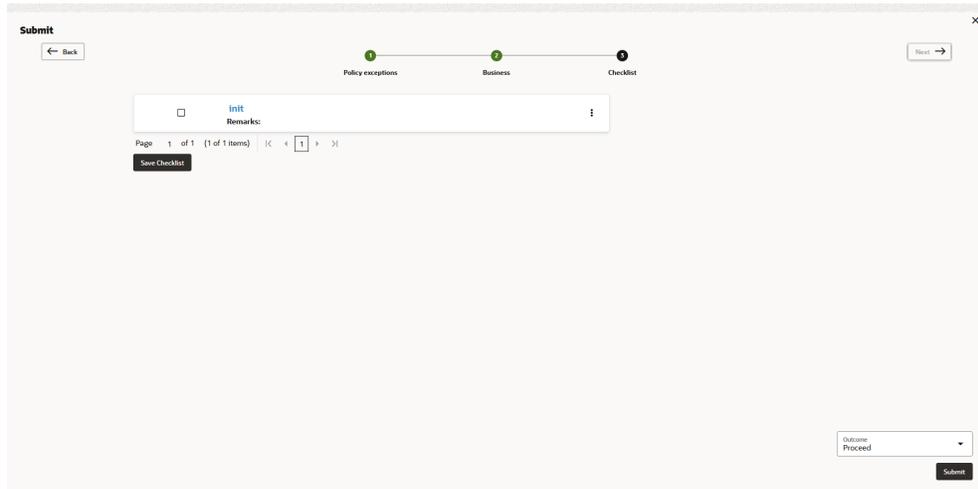 Submit
Back
Next
1 2 3
Policy exceptions Business Checklist
init
Remarks:
Page 1 of 1 (1 of 1 items) 1
Save Checklist
Outcome
Proceed
Submit